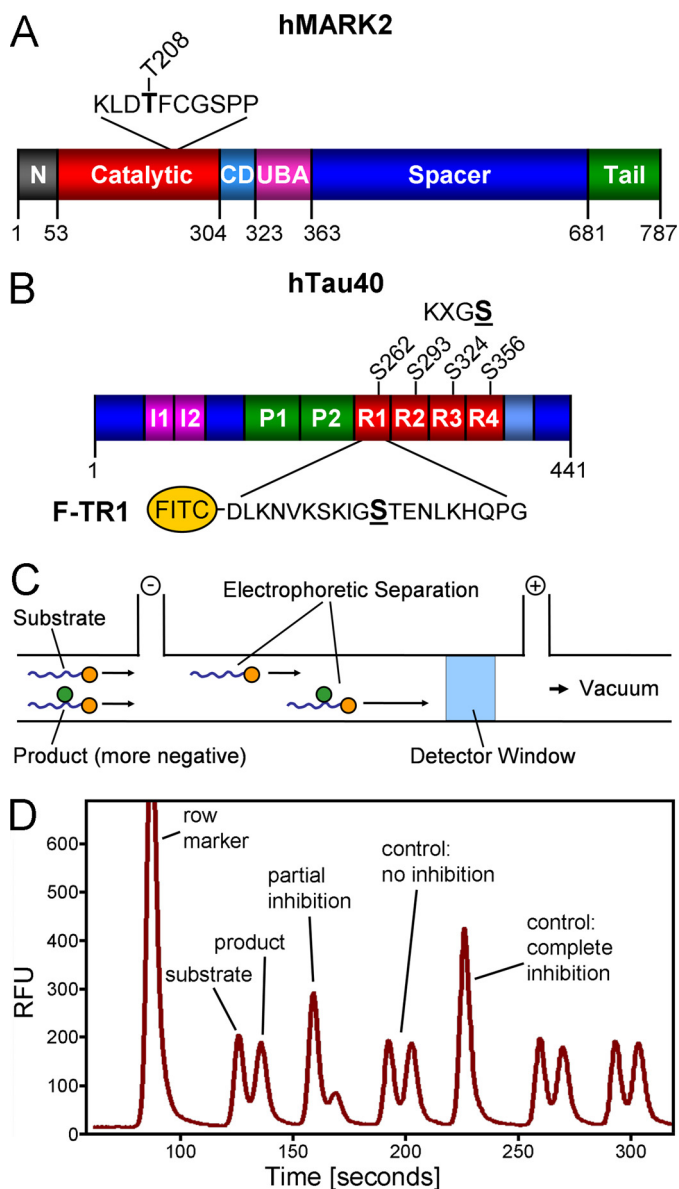 A
hMARK2
T208
KLDTFCGSPP
N
Catalytic
CD
UBA
Spacer
Tail
1
53
304
323
363
681
787
B
hTau40
KXGS
S262
S293
S324
S356
I1
I2
P1
P2
R1
R2
R3
R4
1
441
F-TR1
FITC
DLKNVKSKIGSTENLKHQPG
C
-
+
Substrate
Electrophoretic Separation
Vacuum
Product (more negative)
Detector Window
D
row
marker
control:
no inhibition
partial
inhibition
control:
complete
inhibition
product
substrate
RFU
600
500
400
300
200
100
0
100
150
200
250
300
Time [seconds]